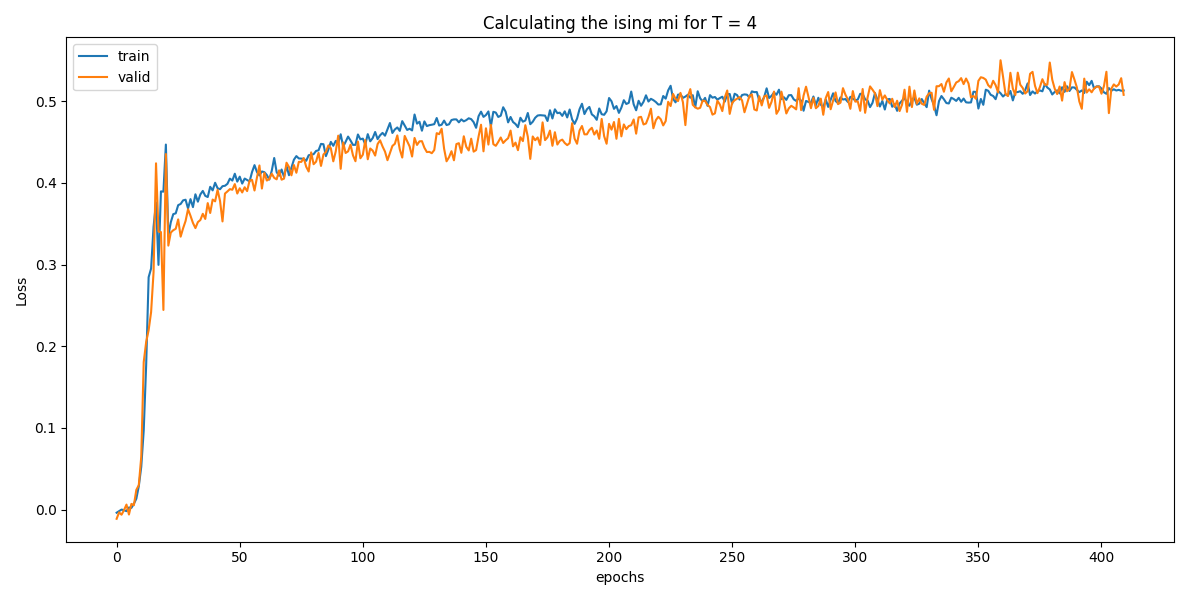 Calculating the ising mi for T = 4
train
valid
Loss
0.5
0.4
0.3
0.2
0.1
0.0
0 50 100 150 200 250 300 350 400
epochs